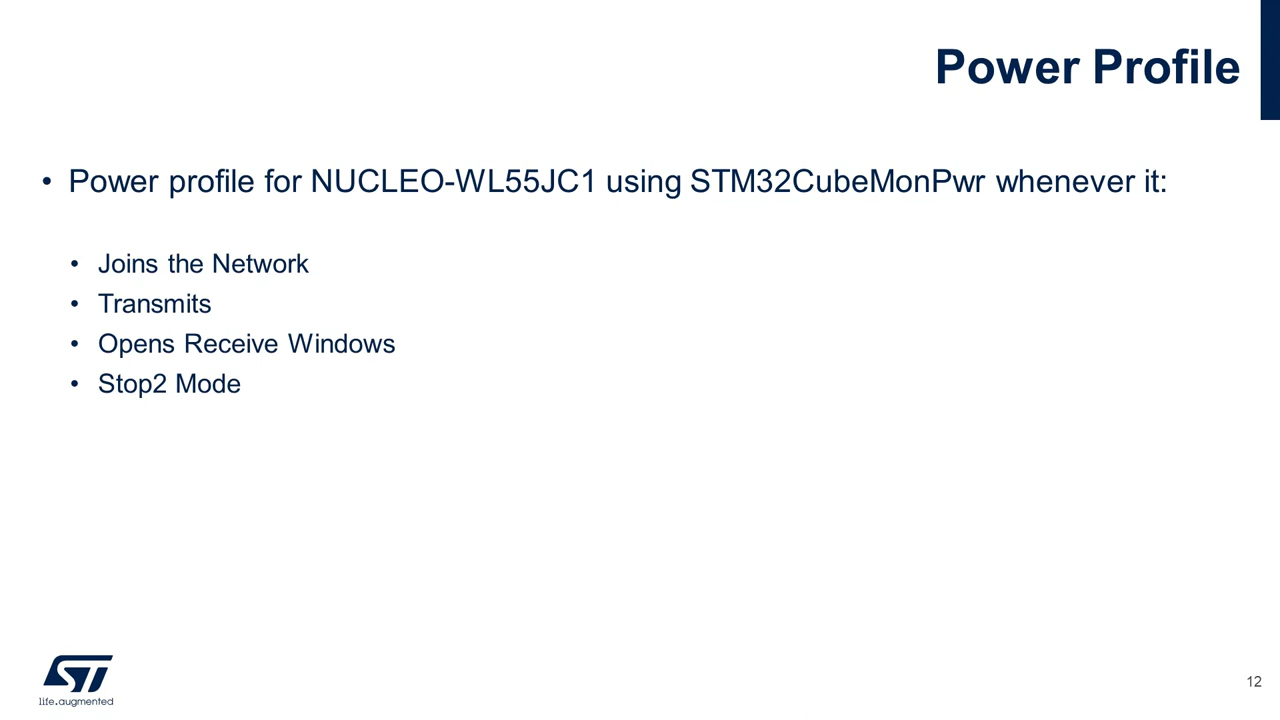 Power Profile
• Power profile for NUCLEO-WL55JC1 using STM32CubeMonPwr whenever it:
• Joins the Network
• Transmits
• Opens Receive Windows
• Stop2 Mode
ST
life.augmented
12